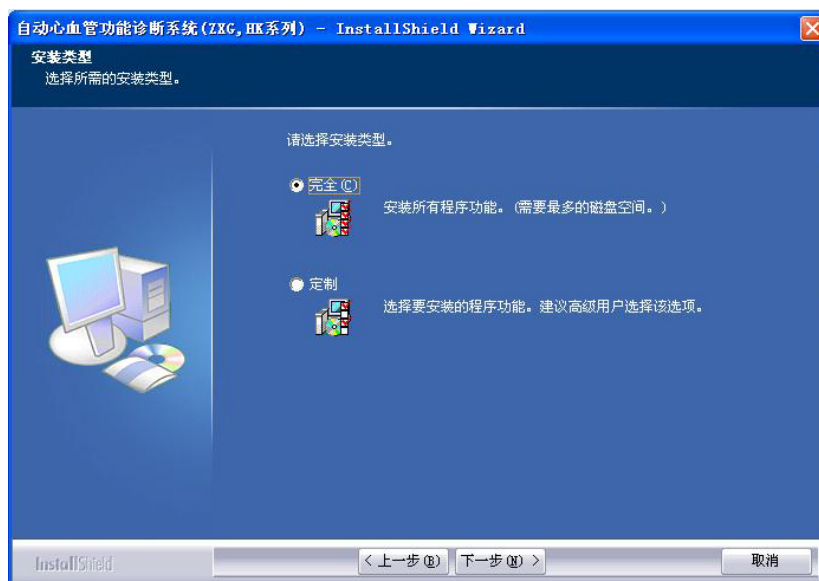 自动心血管功能诊断系统(ZXG,HK系列) - InstallShield Wizard
安装类型
选择所需的安装类型。
请选择安装类型。
完全(C)
安装所有程序功能。(需要最多的磁盘空间。)
定制
选择要安装的程序功能。建议高级用户选择该选项。
InstallShield
< 上一步(B)
下一步(N) >
取消